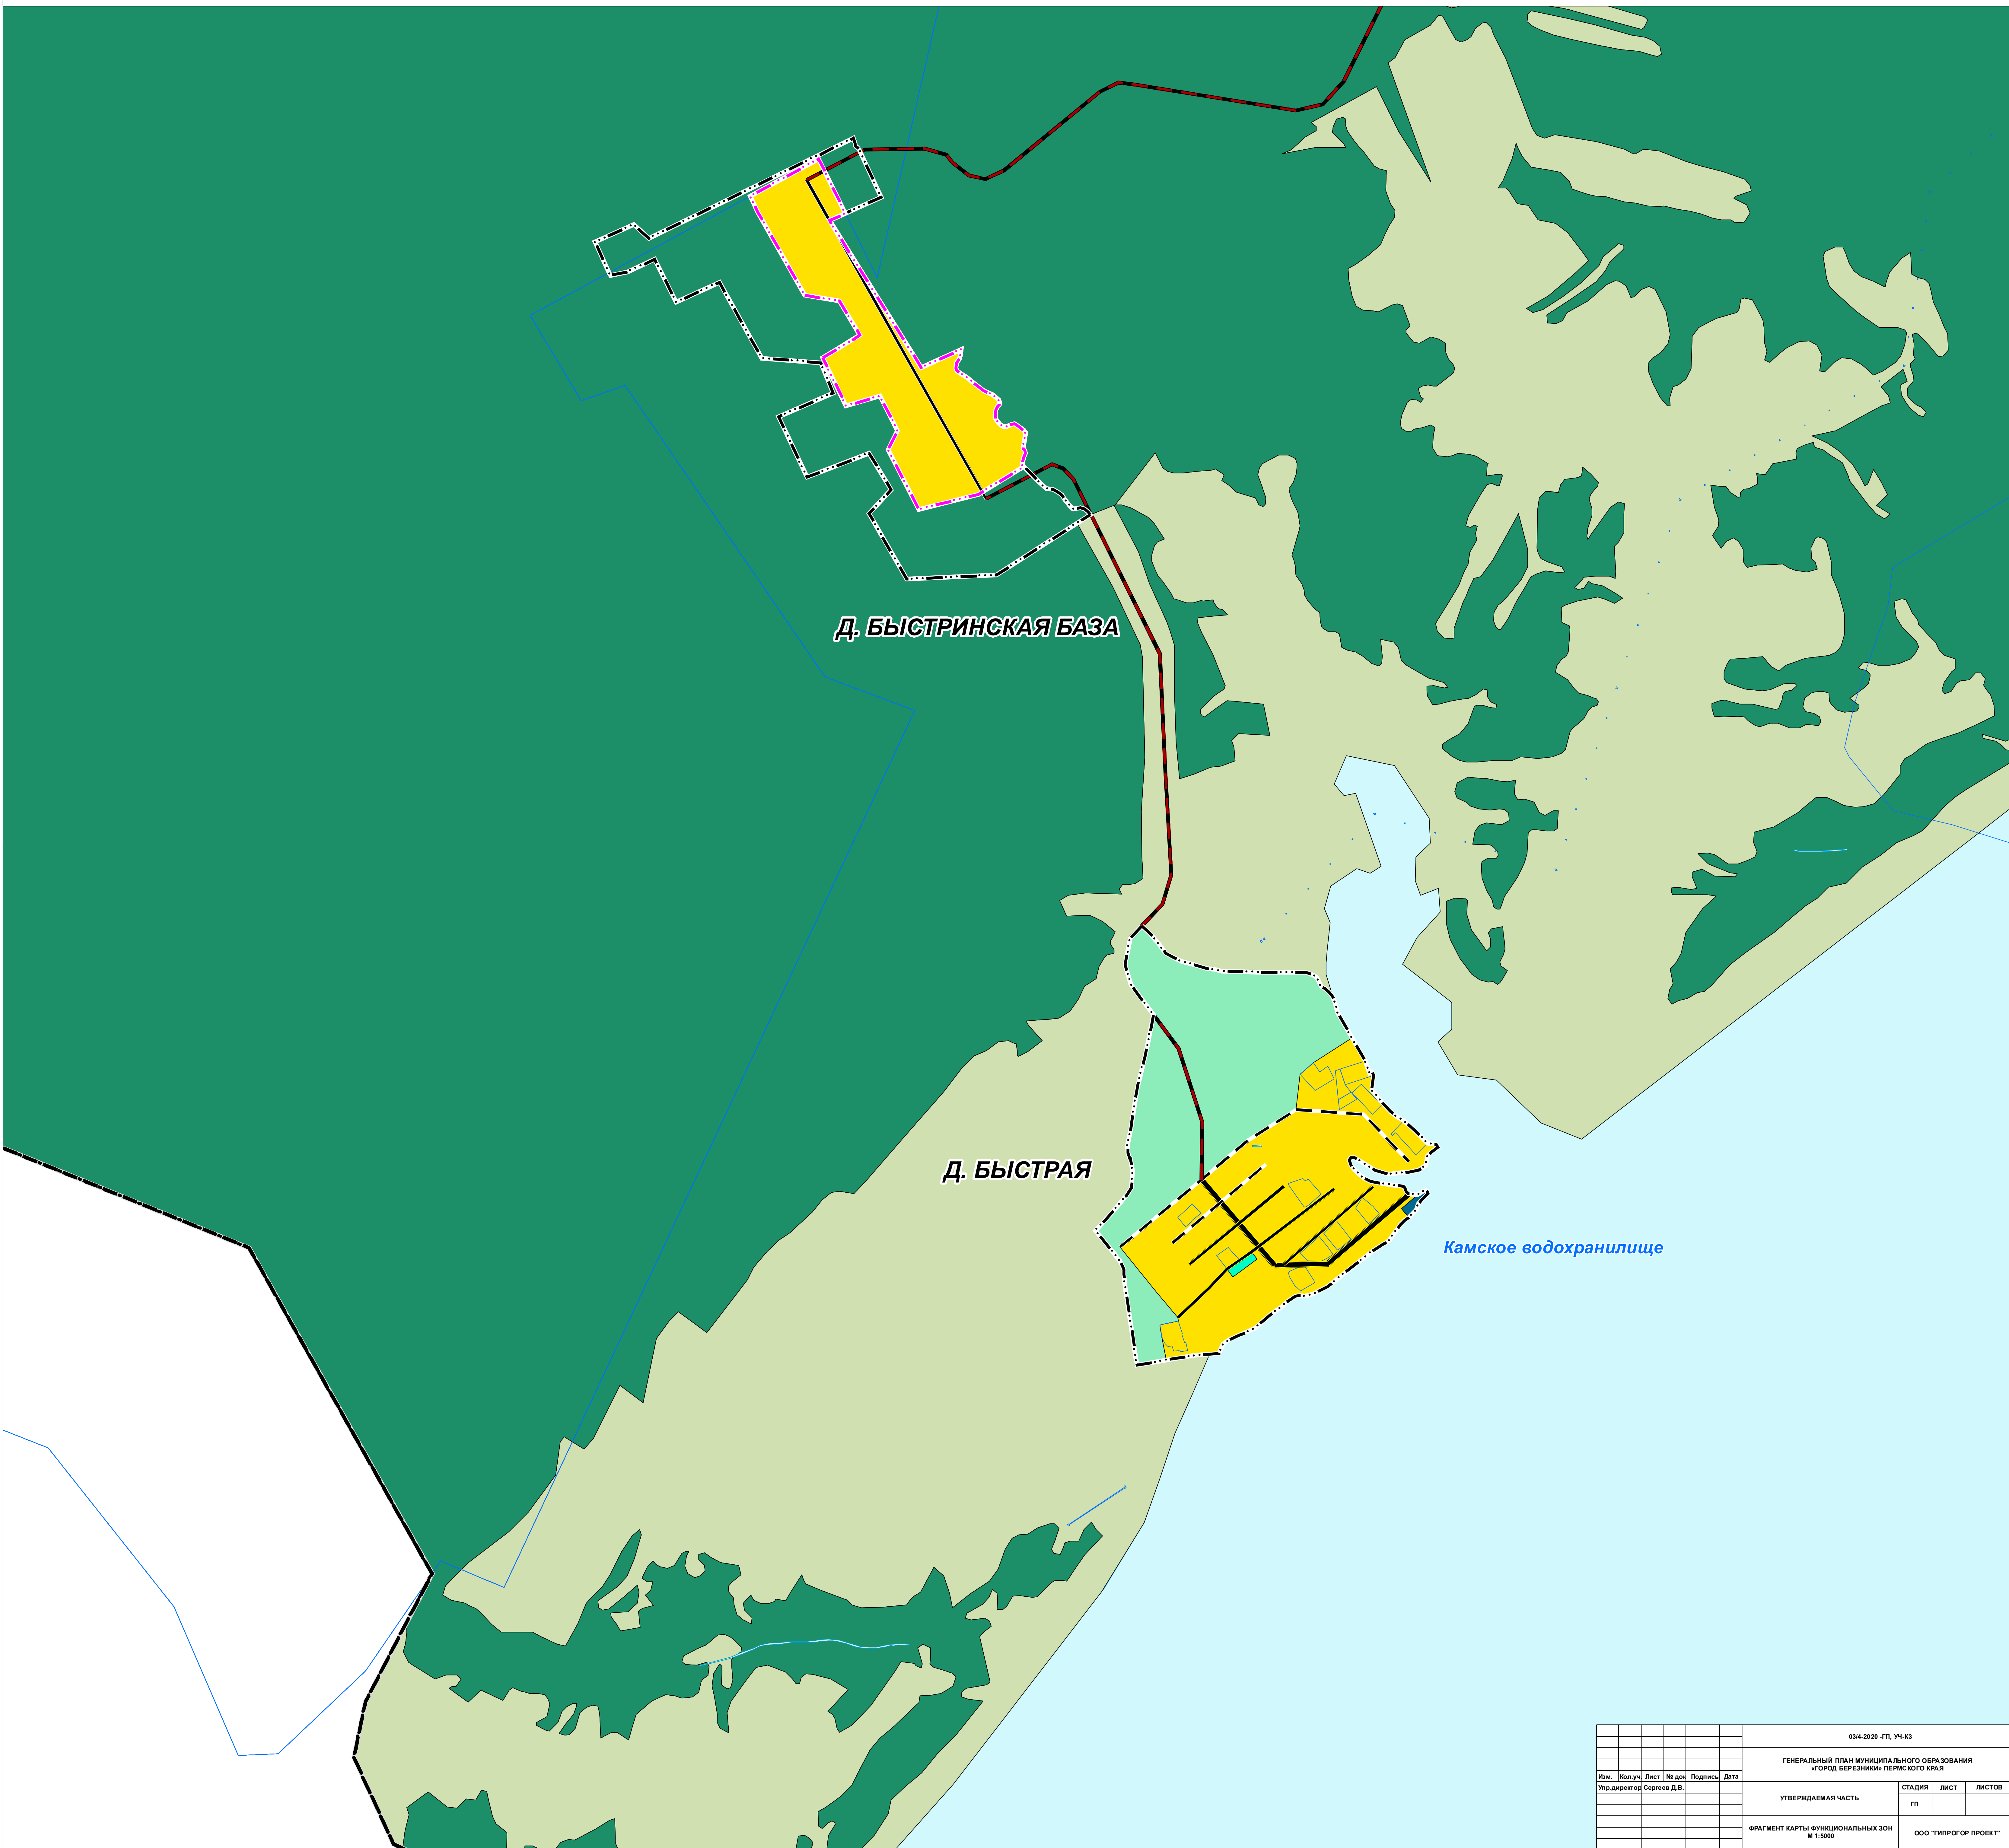 Д. БЫСТРИНСКАЯ БАЗА
Д. БЫСТРАЯ
Камское водохранилище
03/4-2020 -ГП, УЧ-КЗ
ГЕНЕРАЛЬНЫЙ ПЛАН МУНИЦИПАЛЬНОГО ОБРАЗОВАНИЯ
«ГОРОД БЕРЕЗНИКИ» ПЕРМСКОГО КРАЯ
Изм. Кол.уч Лист № док Подпись Дата
Упр.директор Сергеев Д.В.
УТВЕРЖДАЕМАЯ ЧАСТЬ
СТАДИЯ ЛИСТ ЛИСТОВ
ГП
ФРАГМЕНТ КАРТЫ ФУНКЦИОНАЛЬНЫХ ЗОН
М 1:5000
ООО "ГИПРОГОР ПРОЕКТ"